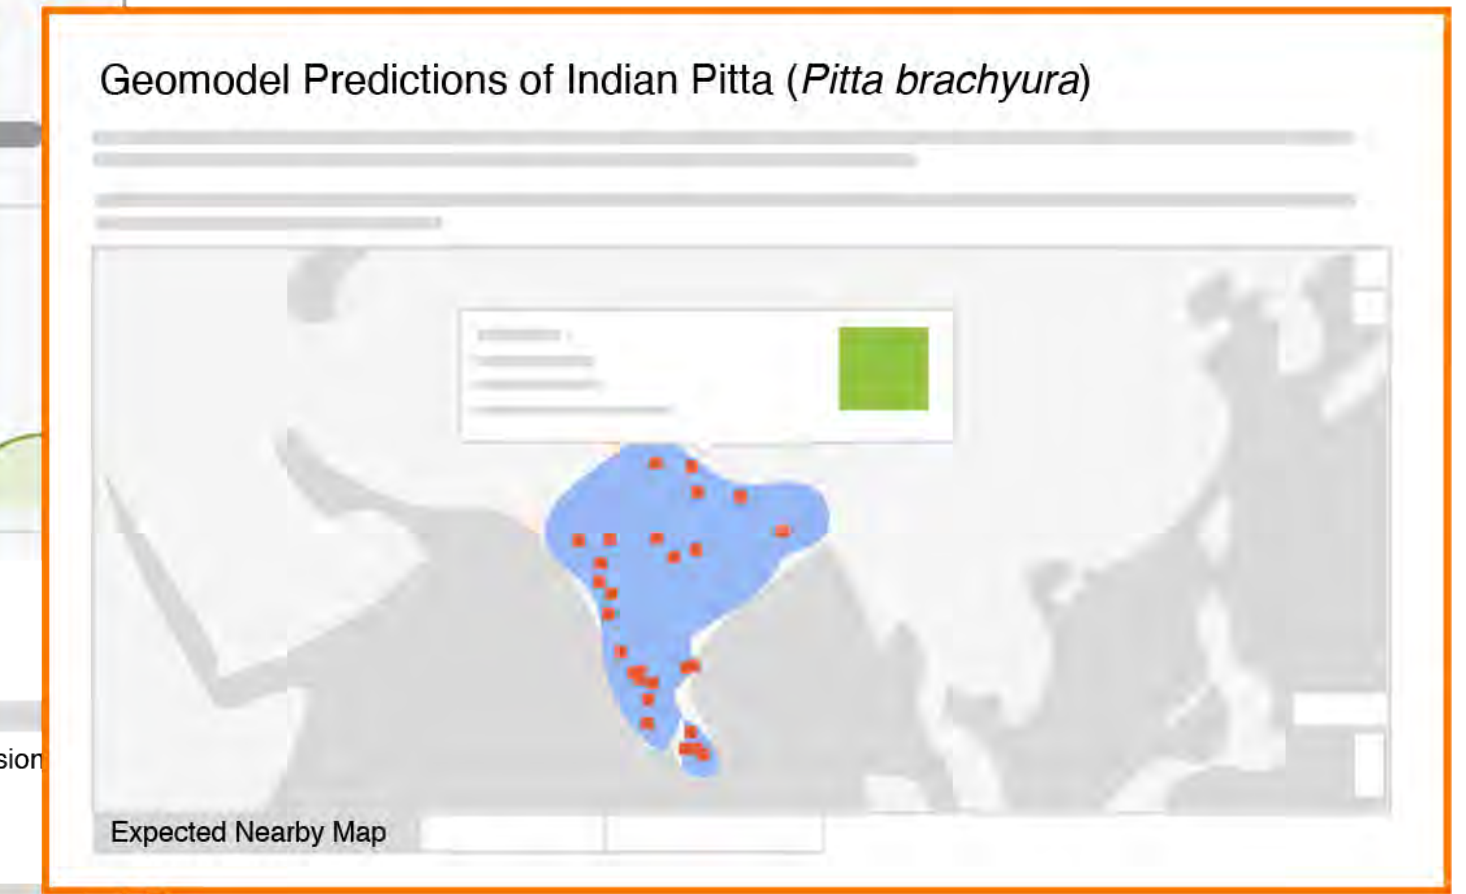 Geomodel Predictions of Indian Pitta (Pitta brachyura)
sion
Expected Nearby Map